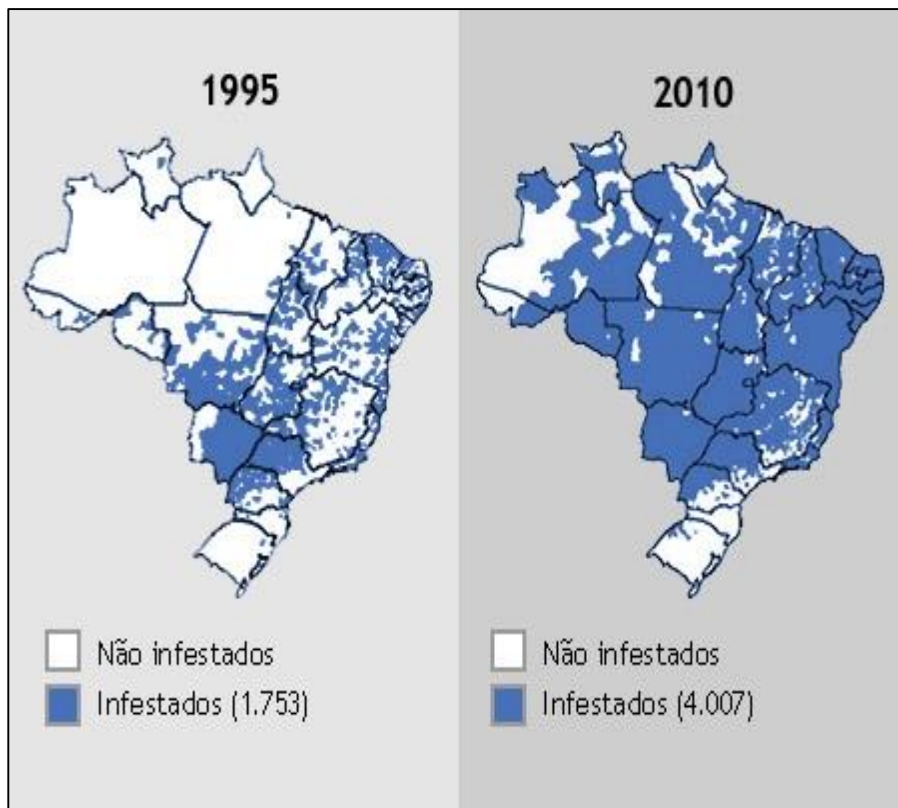 1995
Não infestados
Infestados (1.753)
2010
Não infestados
Infestados (4.007)